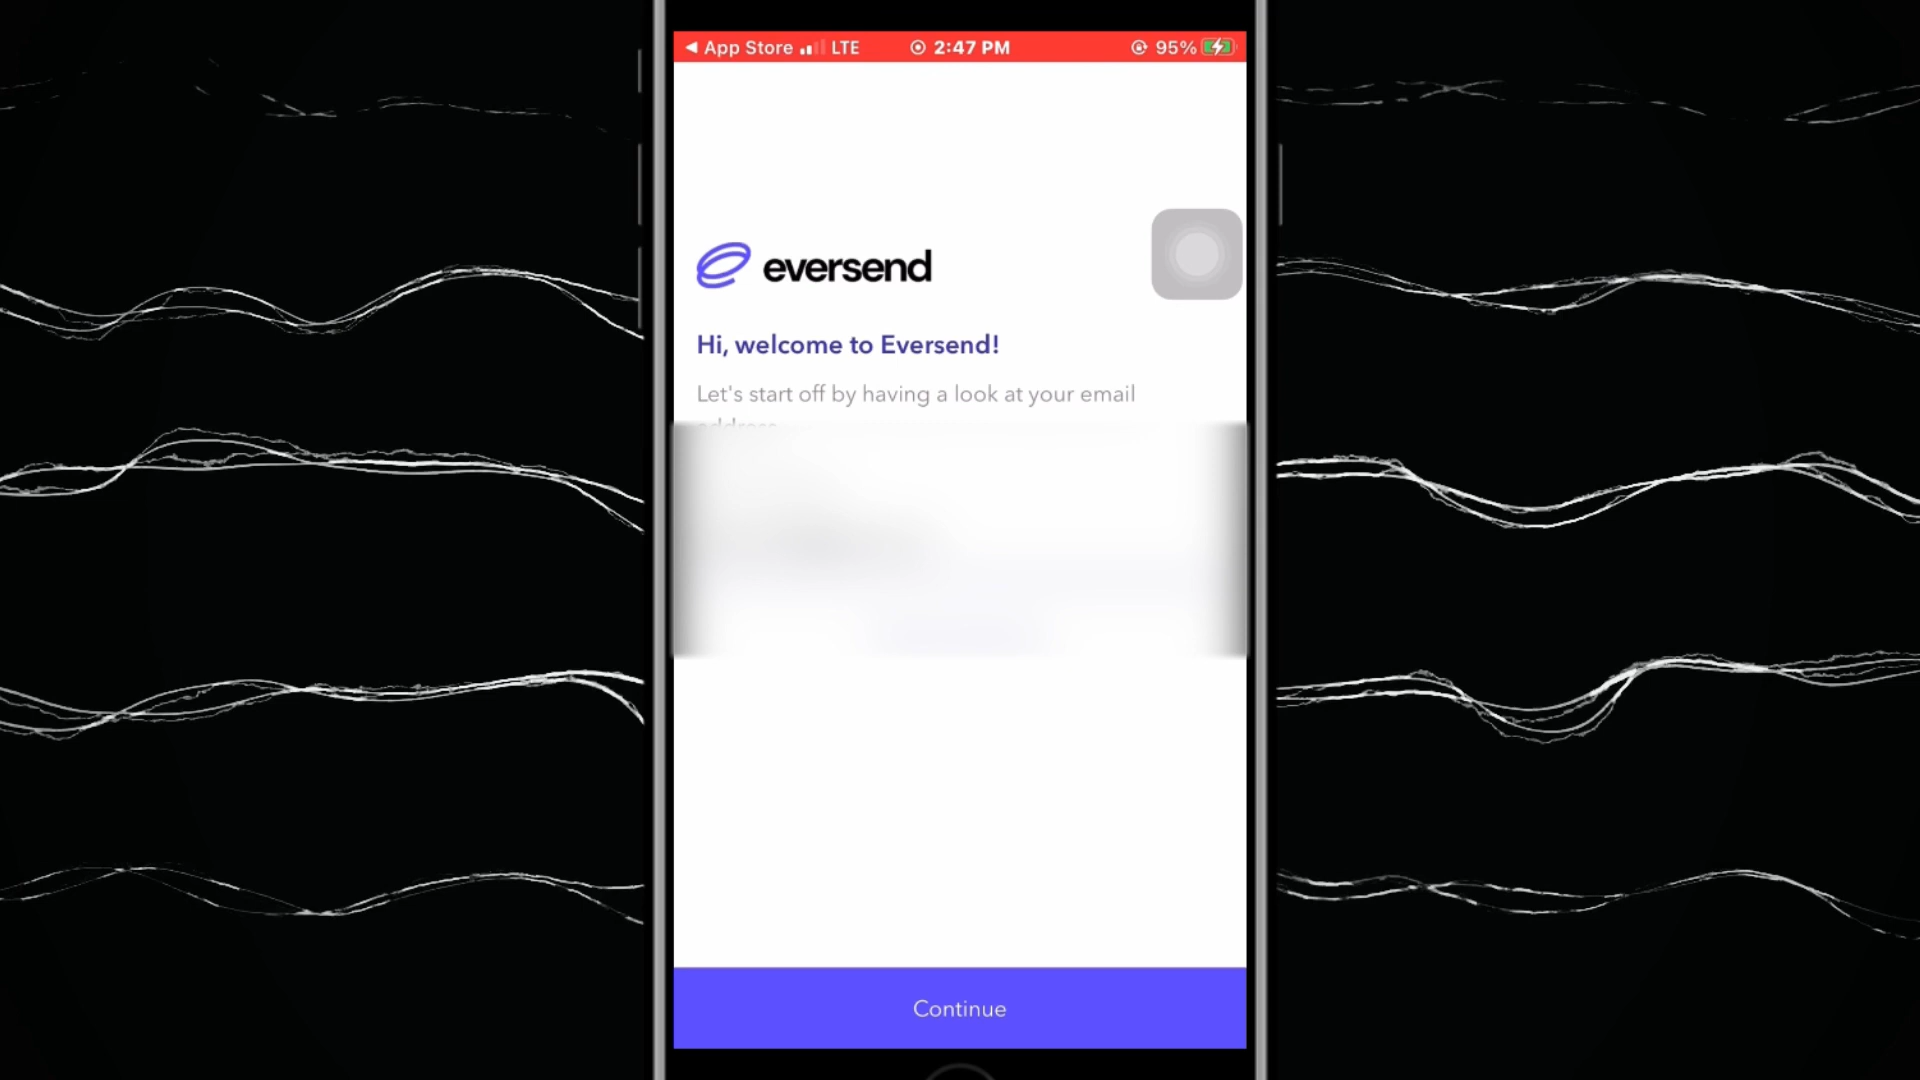 App Store LTE 2:47 PM 95%
eversend
Hi, welcome to Eversend!
Let's start off by having a look at your email
Continue